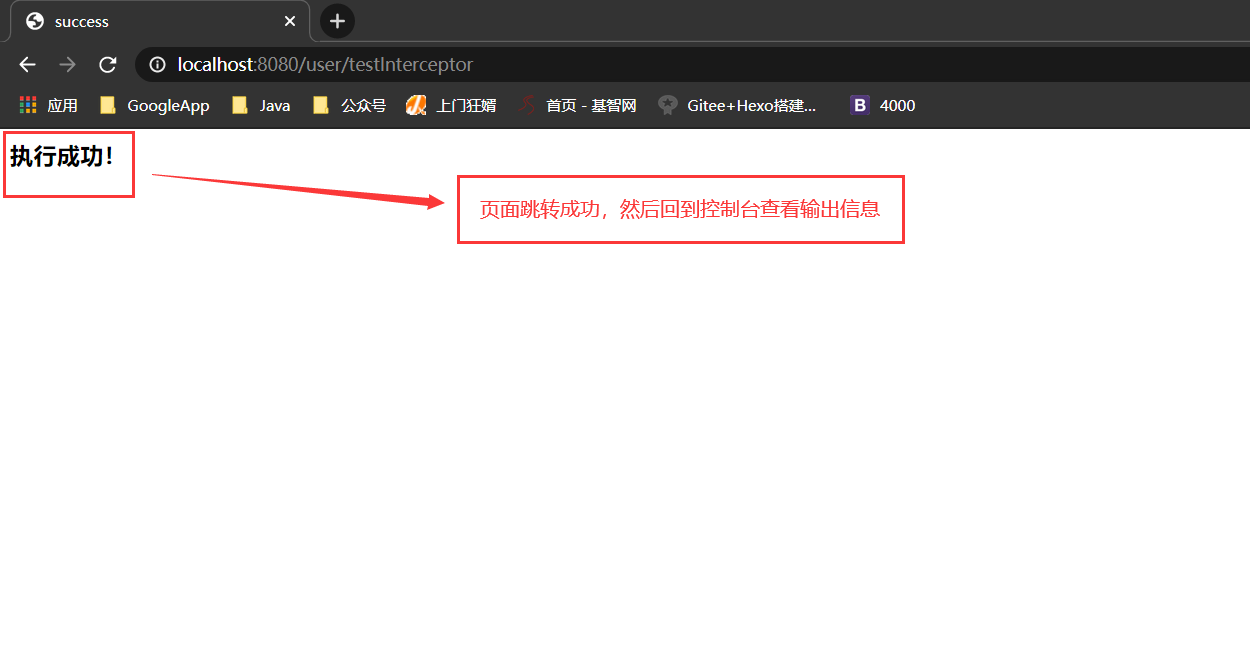 success
localhost:8080/user/testInterceptor
应用 GoogleApp Java 公众号 上门狂婿 首页 - 基智网 Gitee+Hexo搭建... B 4000
执行成功！
页面跳转成功，然后回到控制台查看输出信息